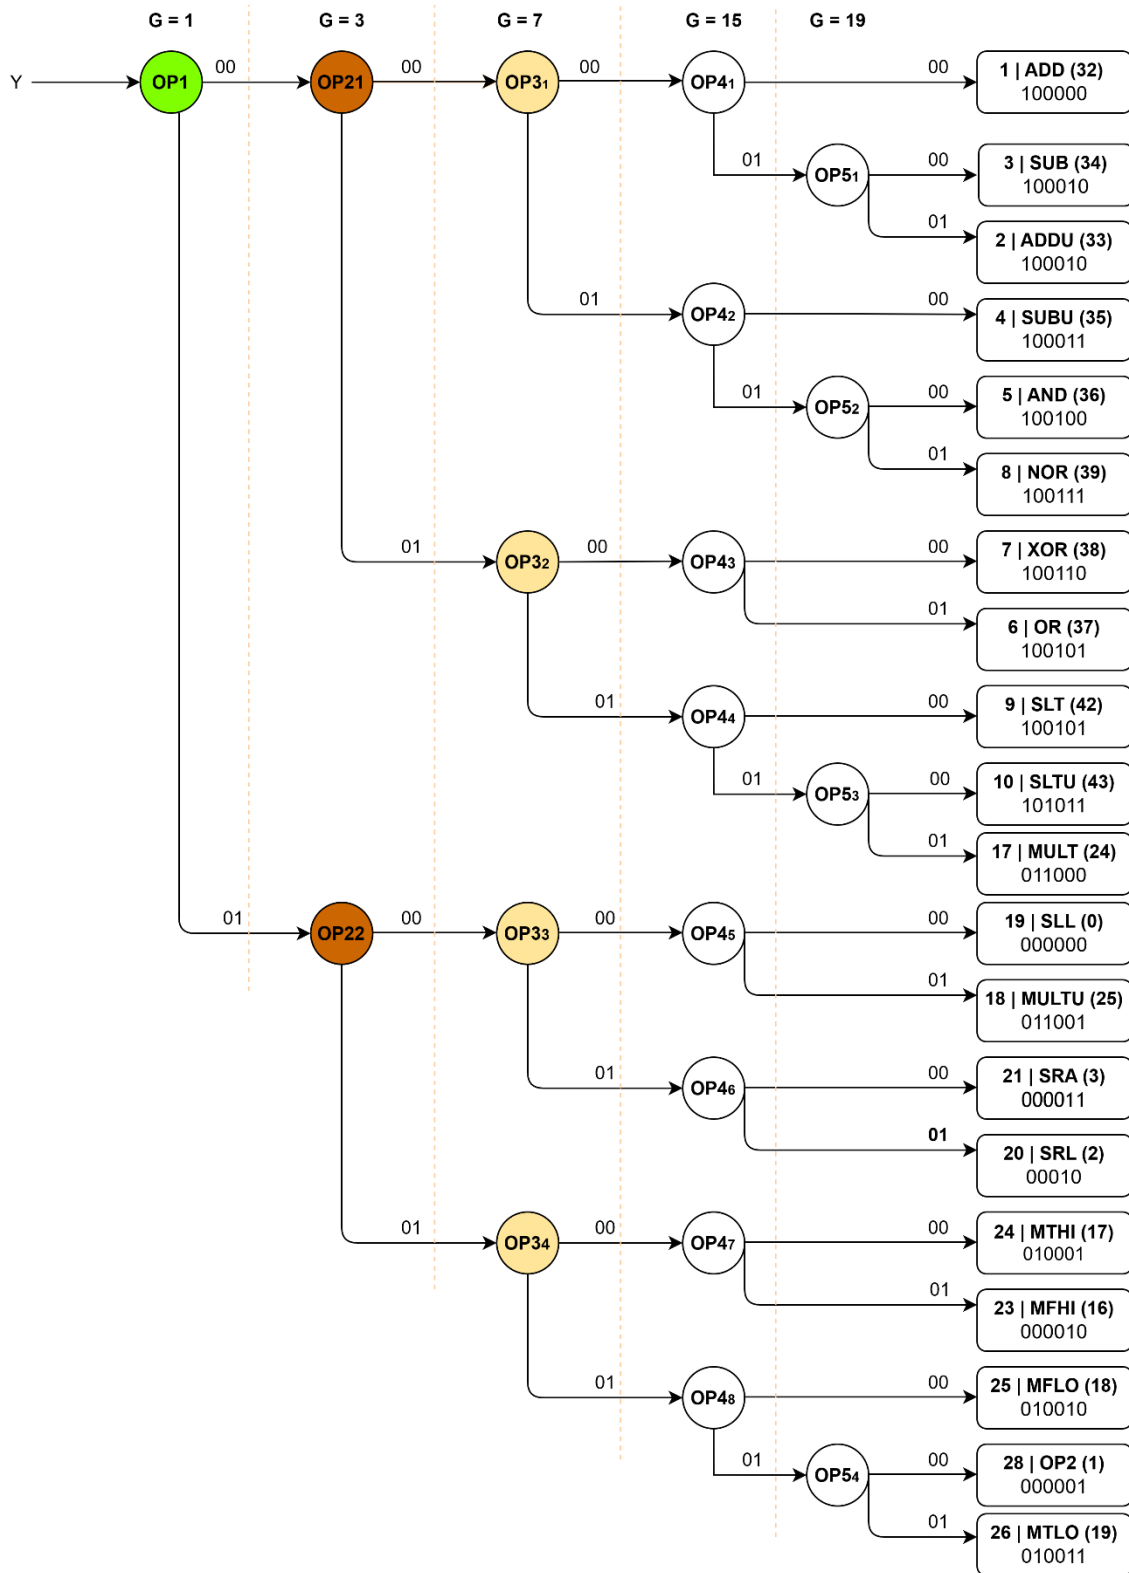 G = 1 G = 3 G = 7 G = 15 G = 19
Y OP1 00 OP21 00 OP31 00 OP41 00 1 | ADD (32)
100000
01 OP51 00 3 | SUB (34)
100010
01 2 | ADDU (33)
100010
01 OP42 00 4 | SUBU (35)
100011
01 OP52 00 5 | AND (36)
100100
01 8 | NOR (39)
100111
01 OP32 00 OP43 00 7 | XOR (38)
100110
01 6 | OR (37)
100101
01 OP44 00 9 | SLT (42)
100101
01 OP53 00 10 | SLTU (43)
101011
01 17 | MULT (24)
011000
01 OP22 00 OP33 00 OP45 00 19 | SLL (0)
000000
01 18 | MULTU (25)
011001
01 OP46 00 21 | SRA (3)
000011
01 20 | SRL (2)
00010
01 OP34 00 OP47 00 24 | MTHI (17)
010001
01 23 | MFHI (16)
000010
01 OP48 00 25 | MFLO (18)
010010
01 OP54 00 28 | OP2 (1)
000001
01 26 | MTLO (19)
010011